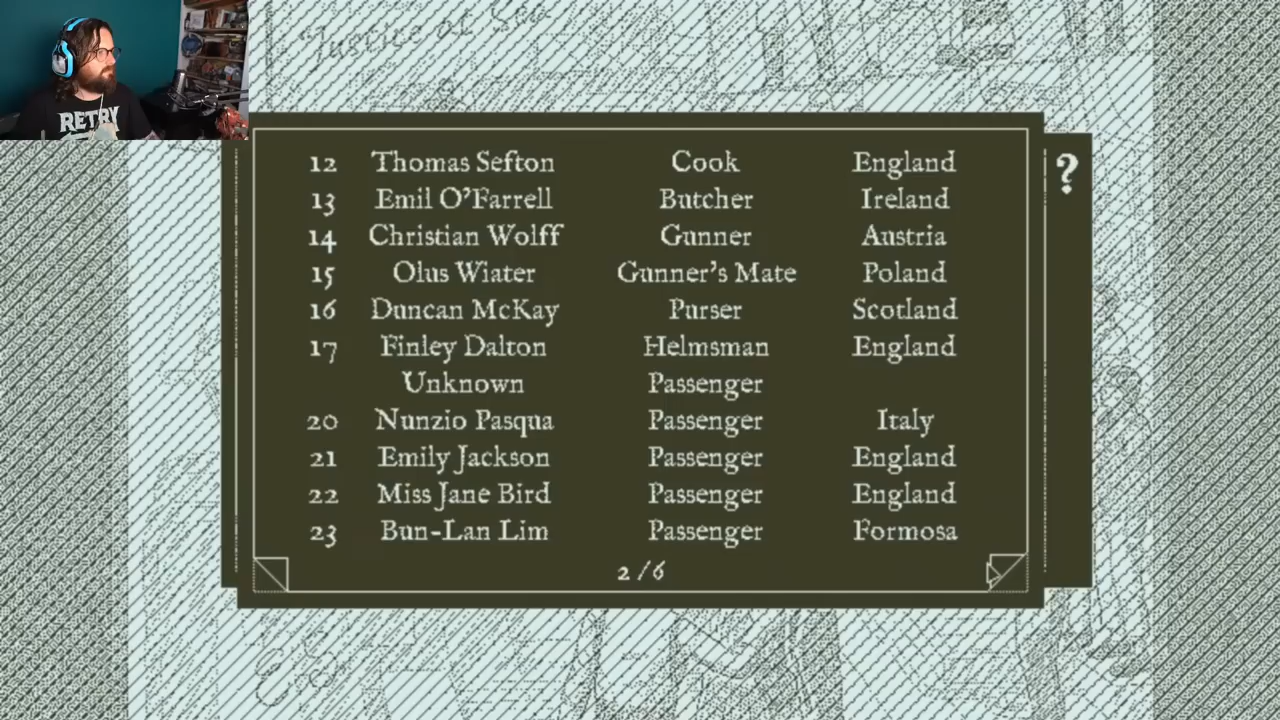 RETRY
12 Thomas Sefton Cook England
?
13 Emil O'Farrell Butcher Ireland
14 Christian Wolff Gunner Austria
15 Olus Wiater Gunner's Mate Poland
16 Duncan McKay Purser Scotland
17 Finley Dalton Helmsman England
Unknown Passenger
20 Nunzio Pasqua Passenger Italy
21 Emily Jackson Passenger England
22 Miss Jane Bird Passenger England
23 Bun-Lan Lim Passenger Formosa
2/6